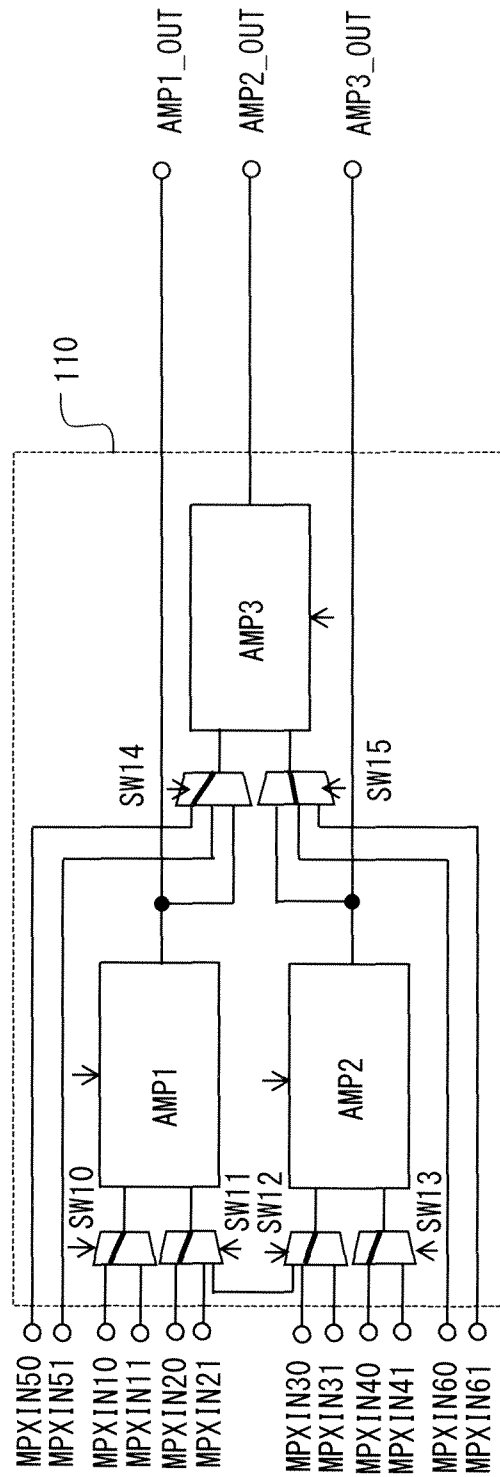 MPXIN50
MPXIN51
MPXIN10
MPXIN11
MPXIN20
MPXIN21
MPXIN30
MPXIN31
MPXIN40
MPXIN41
MPXIN60
MPXIN61
SW10
SW11
SW12
SW13
AMP1
AMP2
SW14
SW15
AMP3
110
AMP1_OUT
AMP2_OUT
AMP3_OUT